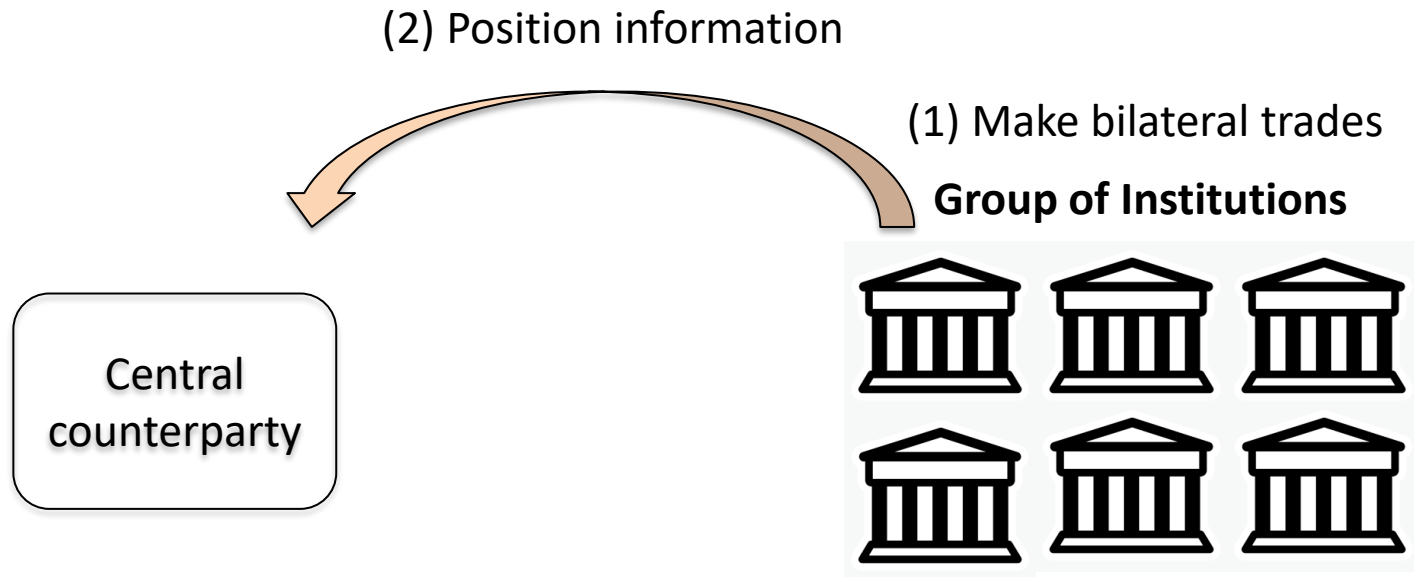 (2) Position information
(1) Make bilateral trades
Group of Institutions
Central
counterparty